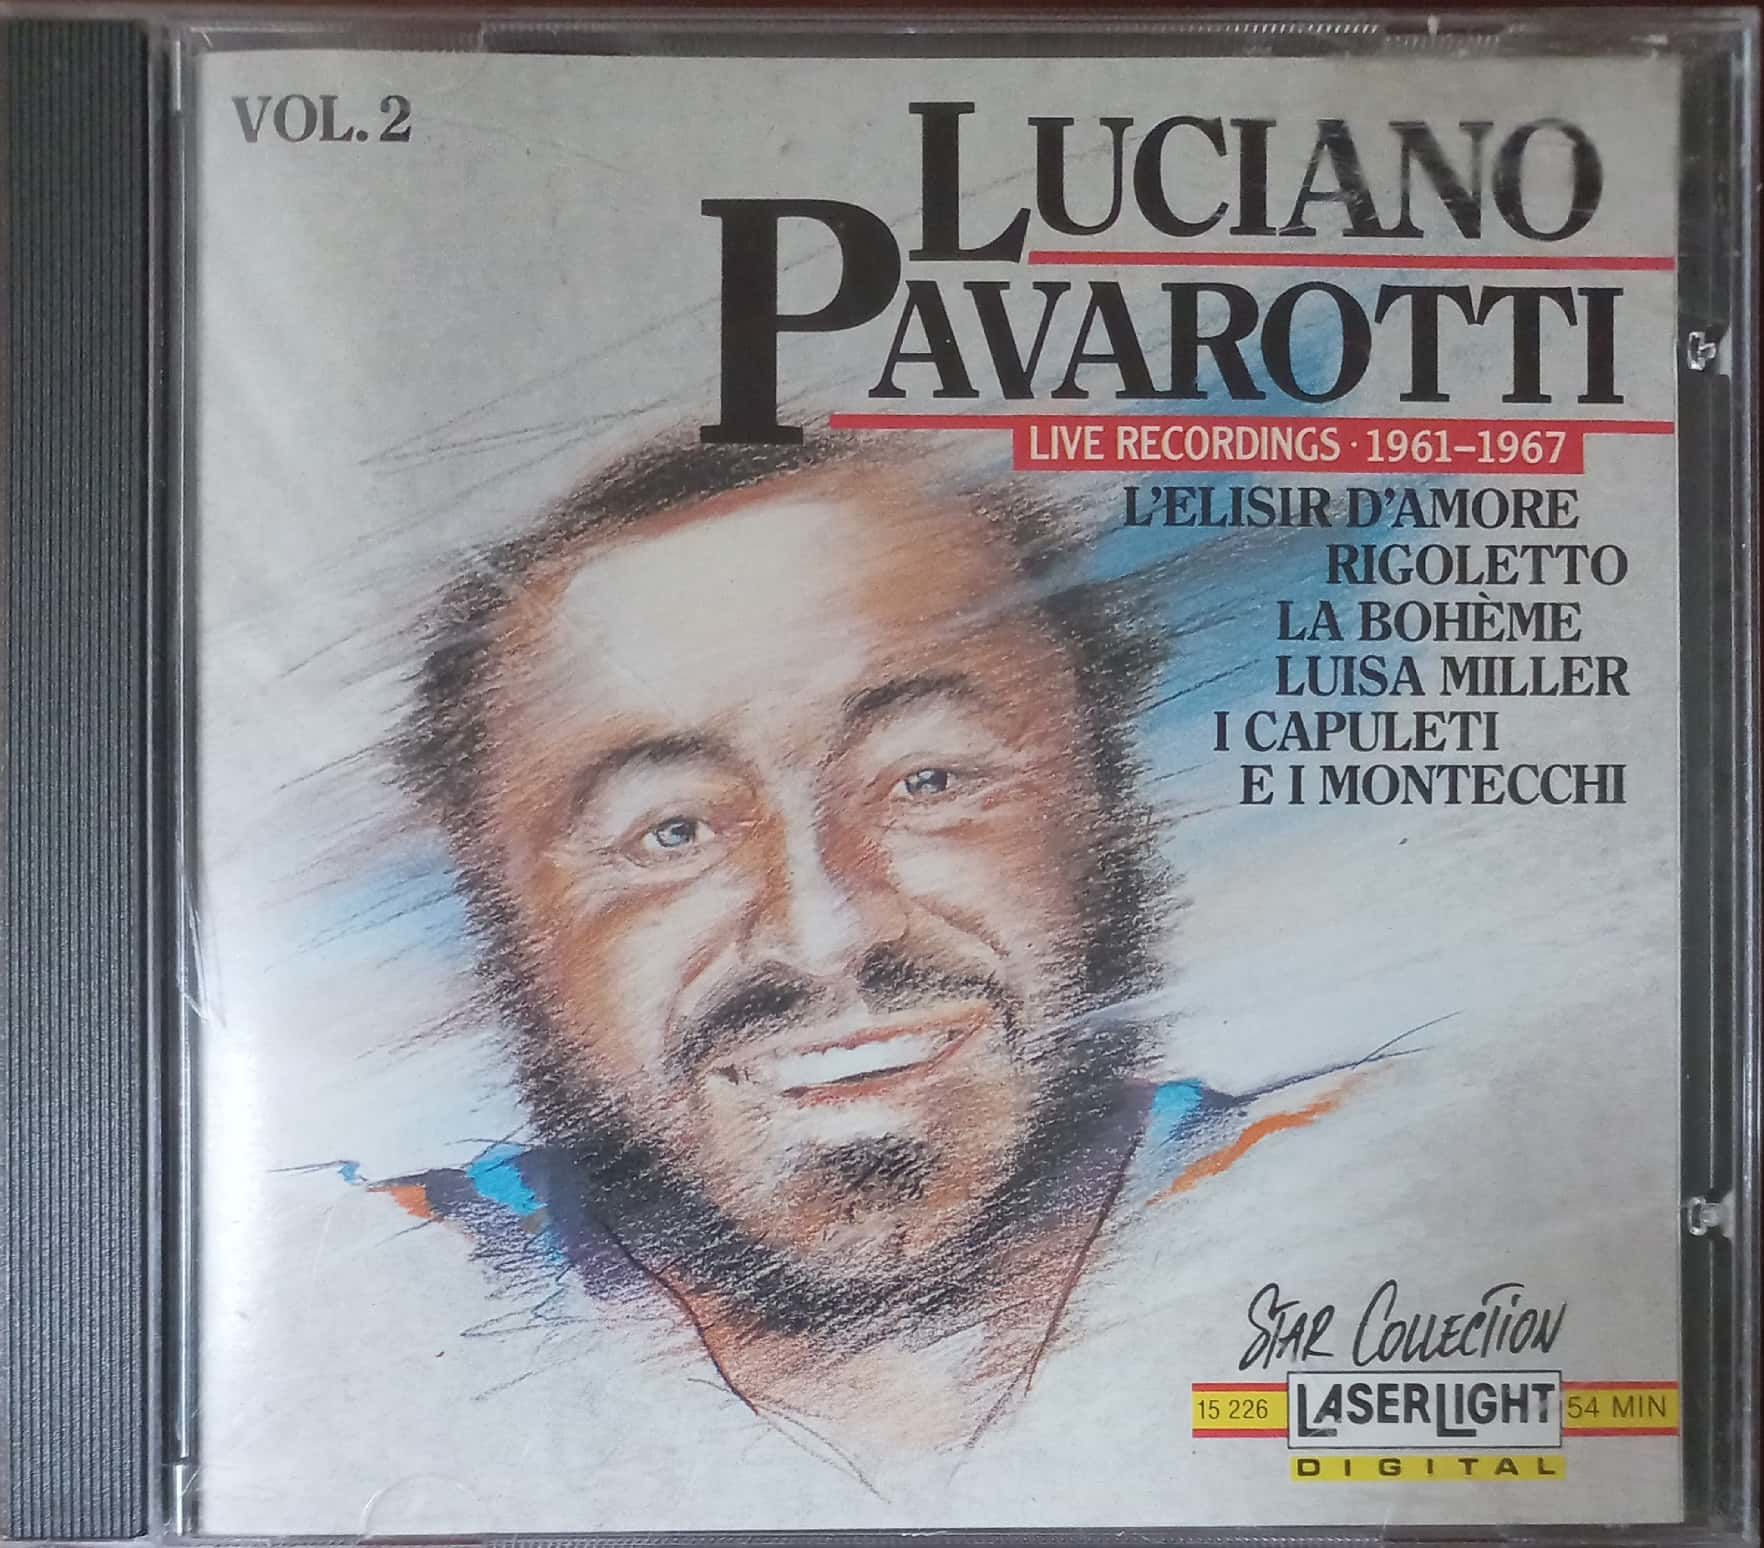 VOL. 2
LUCIANO
PAVAROTTI
LIVE RECORDINGS · 1961–1967
L'ELISIR D'AMORE
RIGOLETTO
LA BOHÈME
LUISA MILLER
I CAPULETI
E I MONTECCHI
STAR COLLECTION
15 226 LASERLIGHT 54 MIN
DIGITAL